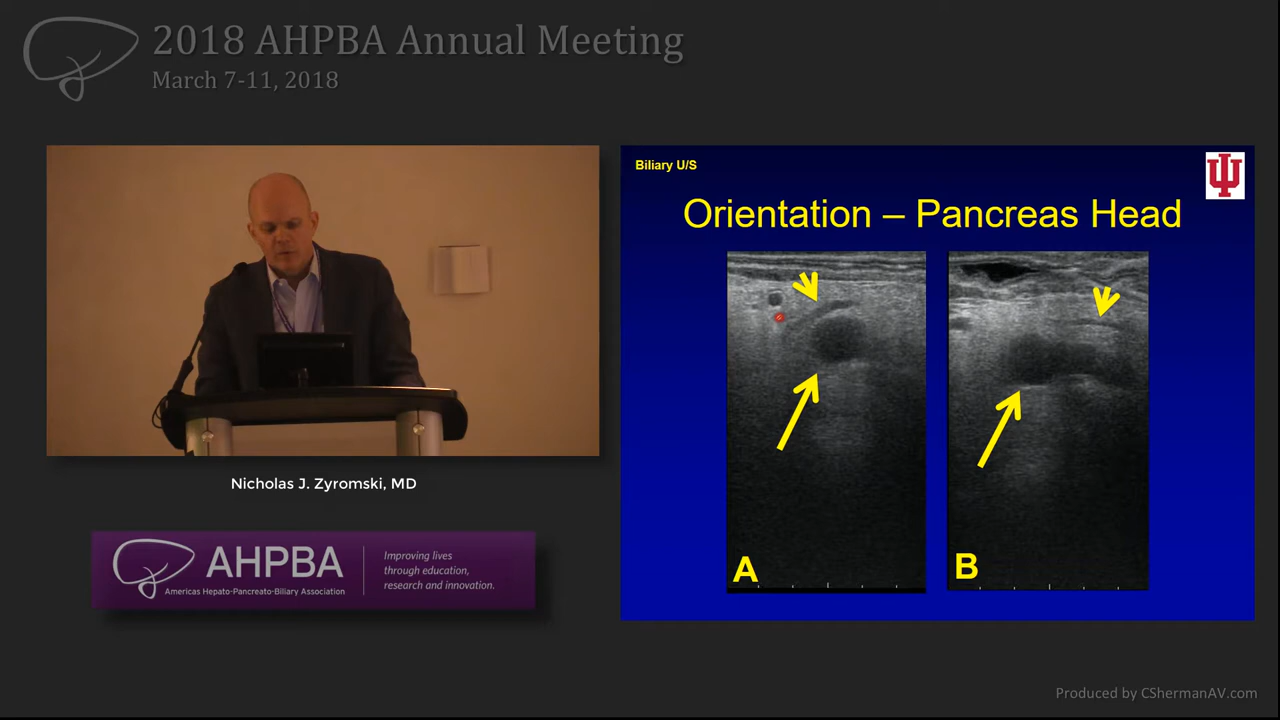 2018 AHPBA Annual Meeting
March 7-11, 2018
Biliary U/S
Orientation – Pancreas Head
A
B
Nicholas J. Zyromski, MD
AHPBA
Americas Hepato-Pancreato-Biliary Association
Improving lives
through education,
research and innovation.
Produced by CShermanAV.com